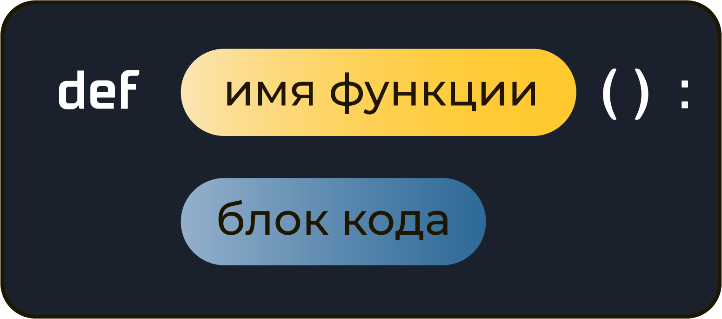 def имя функции () :
блок кода